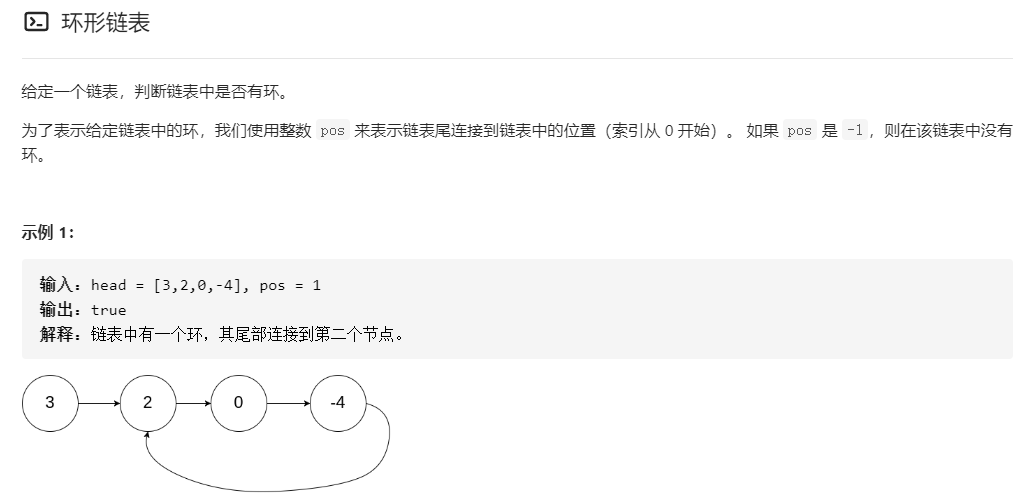 环形链表
给定一个链表，判断链表中是否有环。
为了表示给定链表中的环，我们使用整数 pos 来表示链表尾连接到链表中的位置（索引从 0 开始）。 如果 pos 是 -1，则在该链表中没有
环。
示例 1：
输入：head = [3,2,0,-4], pos = 1
输出：true
解释：链表中有一个环，其尾部连接到第二个节点。
3 2 0 -4